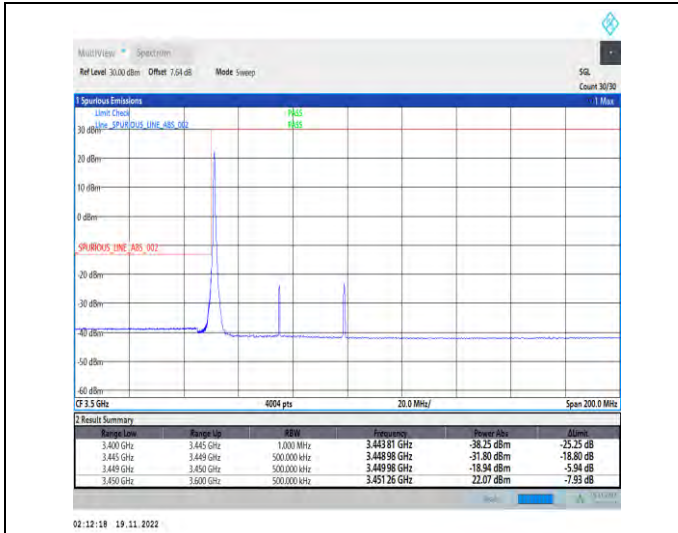 MultiView Spectrum
Ref Level 30.00 dBm Offset 7.64 dB Mode Sweep SGL
Count 30/30
1 Spurious Emissions 1 Max
Limit Check PASS
Line _SPURIOUS_LINE_ABS_002 PASS
30 dBm
20 dBm
10 dBm
0 dBm
_SPURIOUS_LINE_ABS_002
-20 dBm
-30 dBm
-40 dBm
-50 dBm
-60 dBm
CF 3.5 GHz 4004 pts 20.0 MHz/ Span 200.0 MHz
2 Result Summary
Range Low Range Up RBW Frequency Power Abs ΔLimit
3.400 GHz 3.445 GHz 1.000 MHz 3.443 81 GHz -38.25 dBm -25.25 dB
3.445 GHz 3.449 GHz 500.000 kHz 3.448 98 GHz -31.80 dBm -18.80 dB
3.449 GHz 3.450 GHz 500.000 kHz 3.449 98 GHz -18.94 dBm -5.94 dB
3.450 GHz 3.600 GHz 500.000 kHz 3.451 26 GHz 22.07 dBm -7.93 dB
Ready
02:12:18 19.11.2022